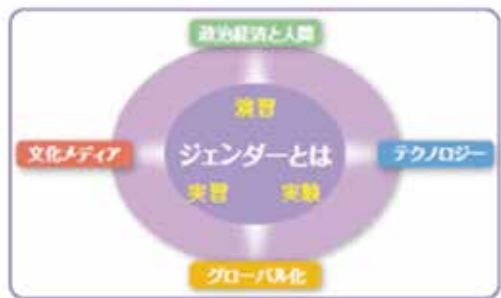 政治経済と人間
演習
文化メディア
ジェンダーとは
テクノロジー
実習 実験
グローバル化